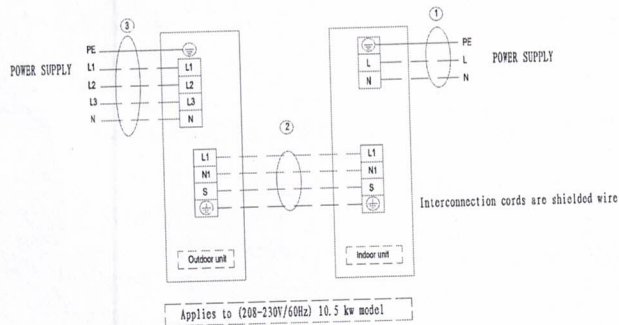 ③
①
PE
L1
L2
L3
N
POWER SUPPLY
L1
L2
L3
N
L
N
PE
L
N
POWER SUPPLY
②
L1
N1
S
L1
N1
S
Interconnection cords are shielded wire
Outdoor unit
Indoor unit
Applies to (208-230V/60Hz) 10.5 kw model